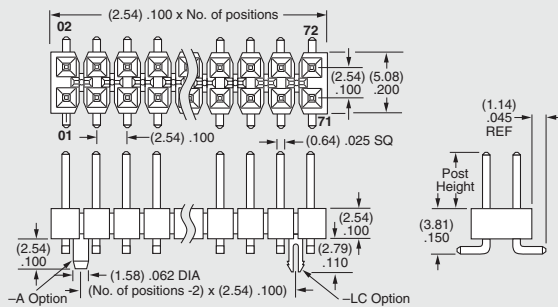 (2.54) .100 x No. of positions
02
72
(2.54)
.100
(5.08)
.200
01
(2.54) .100
71
(0.64) .025 SQ
(1.14)
.045
REF
Post
Height
(3.81)
.150
(2.54)
.100
(2.54)
.100
(2.79)
.110
–A Option
(1.58) .062 DIA
(No. of positions -2) x (2.54) .100)
–LC Option